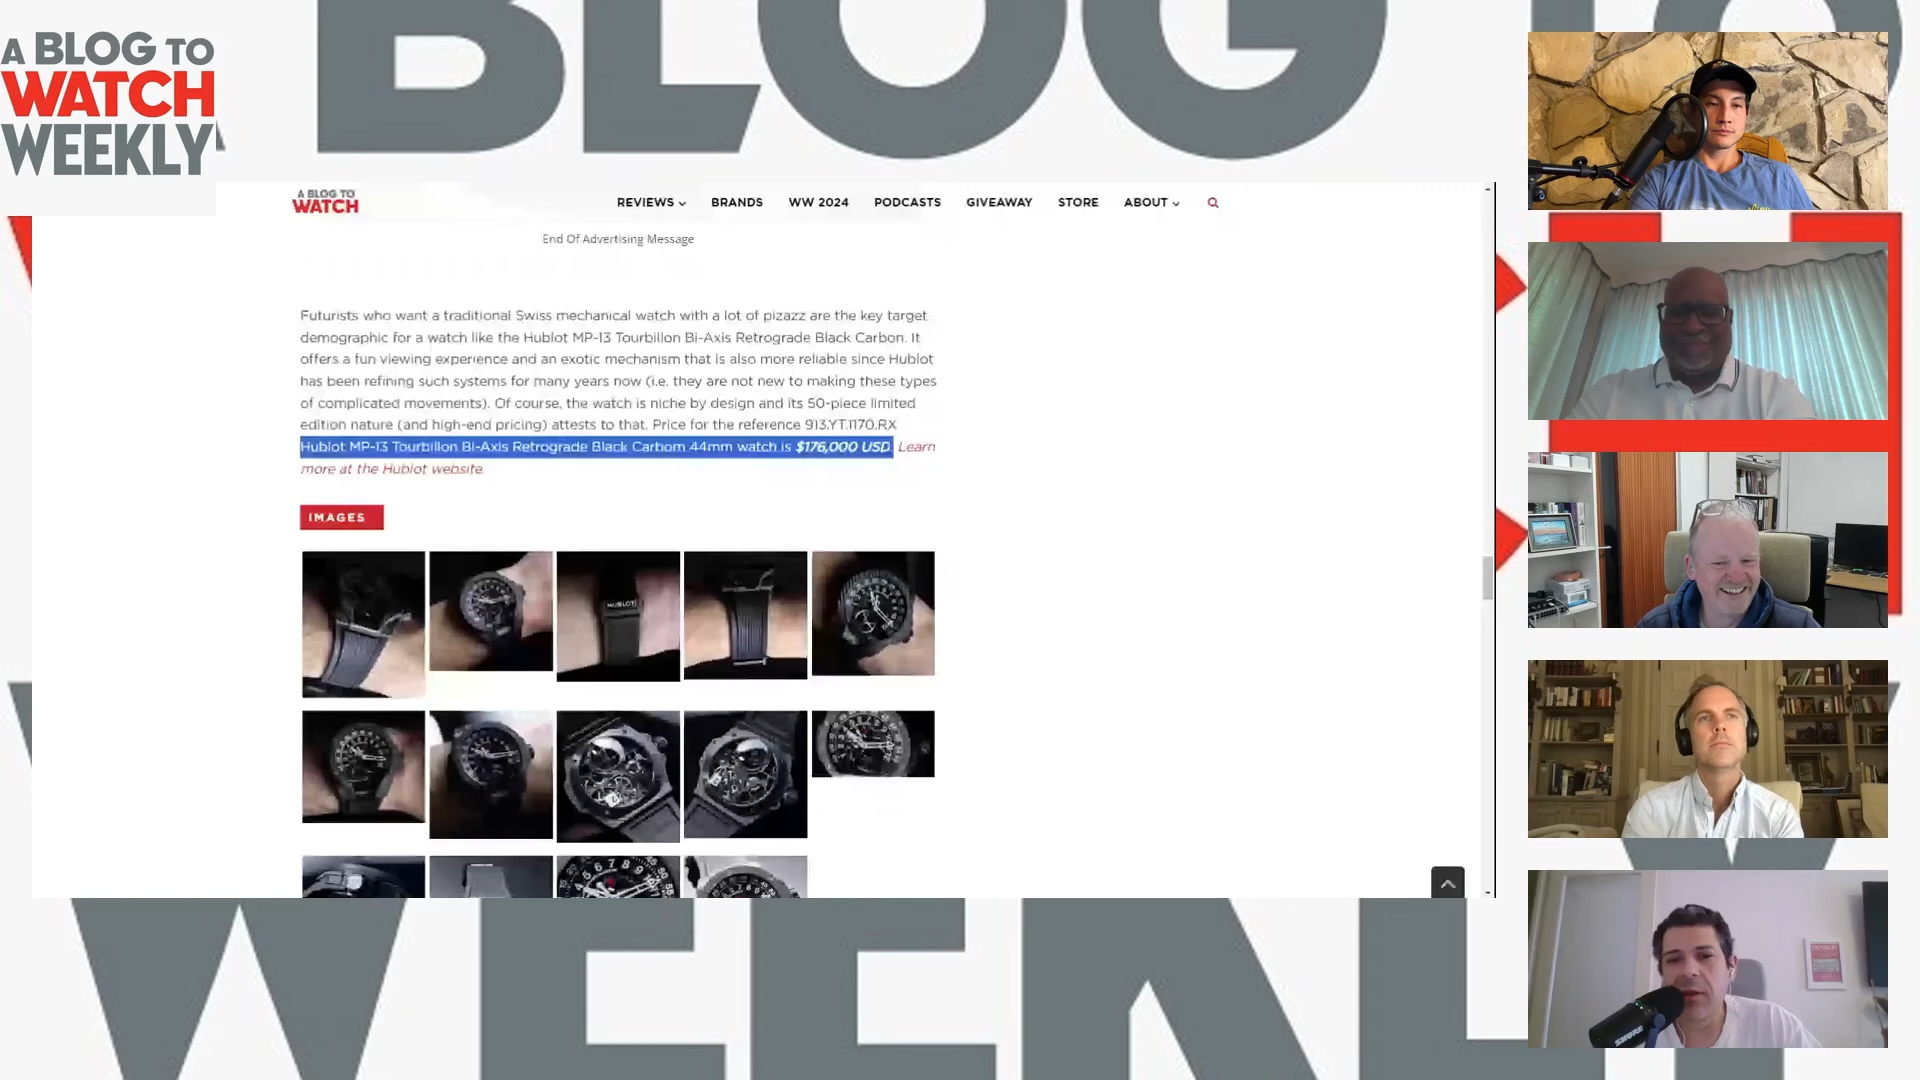 A BLOG TO
WATCH
WEEKLY
BLOG
A BLOG TO
WATCH
REVIEWS
BRANDS
WW 2024
PODCASTS
GIVEAWAY
STORE
ABOUT
End Of Advertising Message
Futurists who want a traditional Swiss mechanical watch with a lot of pizazz are the key target
demographic for a watch like the Hublot MP-13 Tourbillon Bi-Axis Retrograde Black Carbon. It
offers a fun viewing experience and an exotic mechanism that is also more reliable since Hublot
has been refining such systems for many years now (i.e. they are not new to making these types
of complicated movements). Of course, the watch is niche by design and its 50-piece limited
edition nature (and high-end pricing) attests to that. Price for the reference 913.YT.1170.RX
Hublot MP-13 Tourbillon Bi-Axis Retrograde Black Carbom 44mm watch is $176,000 USD. Learn
more at the Hublot website.
IMAGES
HUBLOT
SHURE